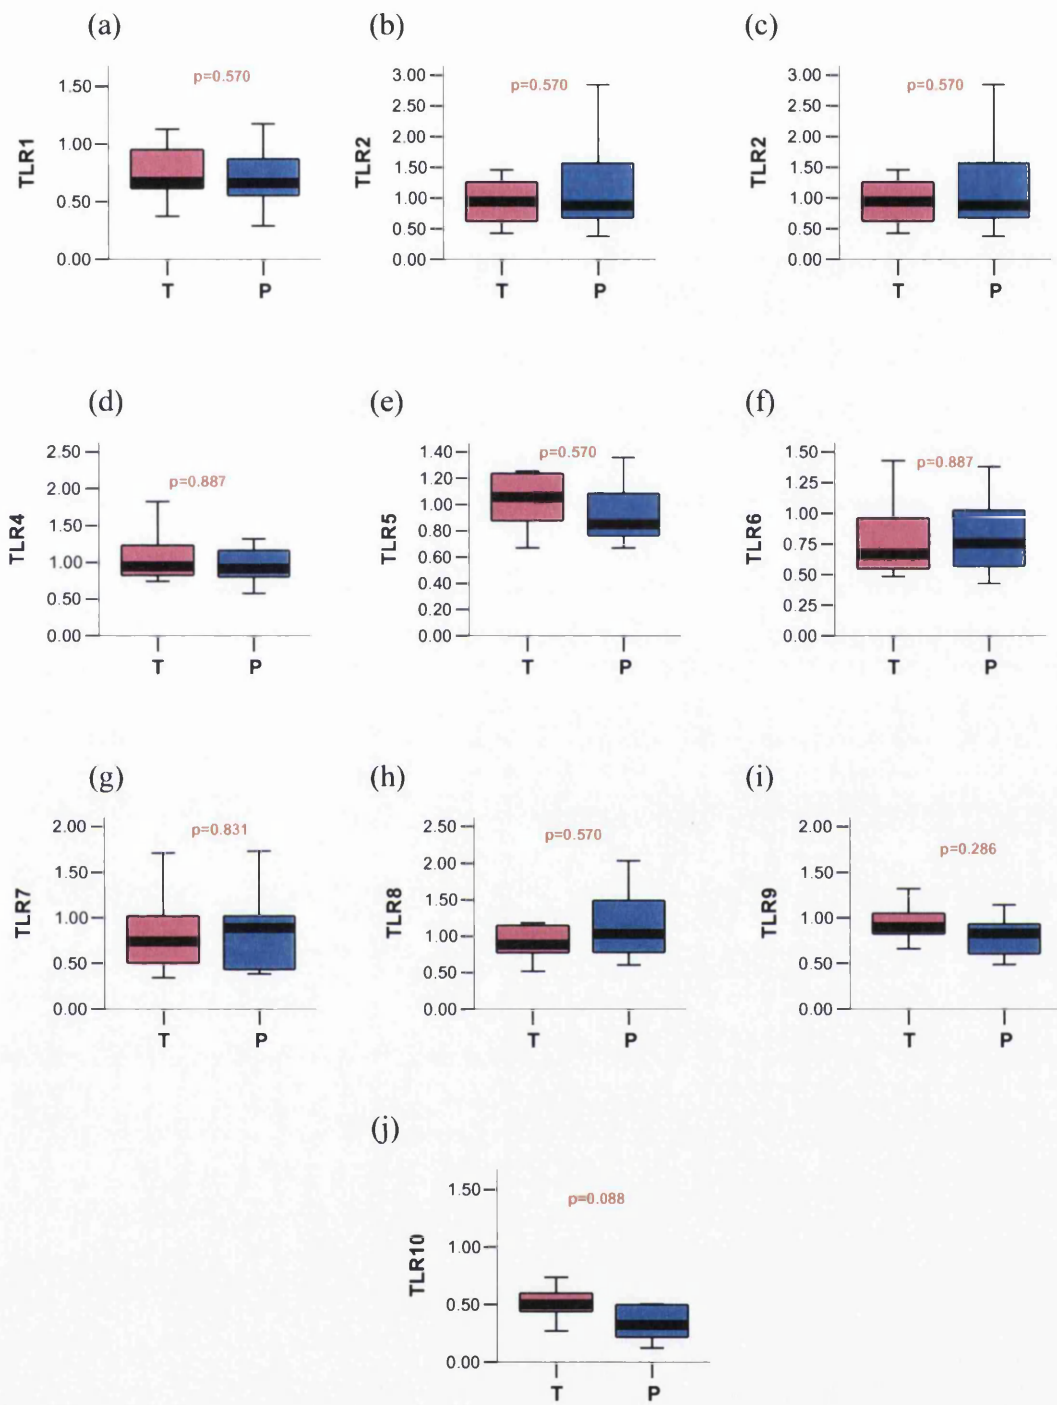 (a)
p=0.570
TLR1
1.50
1.00
0.50
0.00
T P
(b)
p=0.570
TLR2
3.00
2.50
2.00
1.50
1.00
0.50
0.00
T P
(c)
p=0.570
TLR2
3.00
2.50
2.00
1.50
1.00
0.50
0.00
T P
(d)
p=0.887
TLR4
2.50
2.00
1.50
1.00
0.50
0.00
T P
(e)
p=0.570
TLR5
1.40
1.20
1.00
0.80
0.60
0.40
0.20
0.00
T P
(f)
p=0.887
TLR6
1.50
1.25
1.00
0.75
0.50
0.25
0.00
T P
(g)
p=0.831
TLR7
2.00
1.50
1.00
0.50
0.00
T P
(h)
p=0.570
TLR8
2.50
2.00
1.50
1.00
0.50
0.00
T P
(i)
p=0.286
TLR9
2.00
1.50
1.00
0.50
0.00
T P
(j)
p=0.088
TLR10
1.50
1.00
0.50
0.00
T P